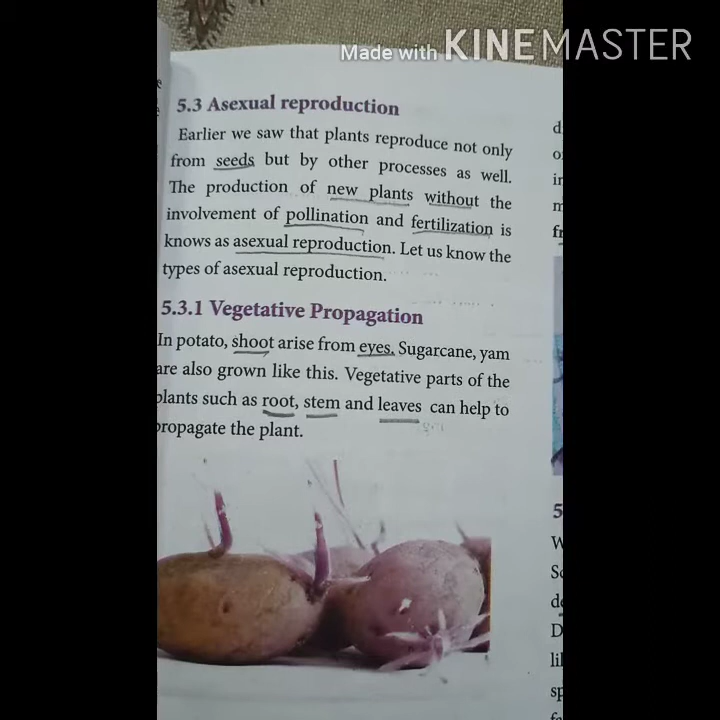 Made with KINEMASTER
5.3 Asexual reproduction
Earlier we saw that plants reproduce not only
from seeds but by other processes as well.
The production of new plants without the
involvement of pollination and fertilization is
knows as asexual reproduction. Let us know the
types of asexual reproduction.
5.3.1 Vegetative Propagation
In potato, shoot arise from eyes. Sugarcane, yam
are also grown like this. Vegetative parts of the
plants such as root, stem and leaves can help to
propagate the plant.